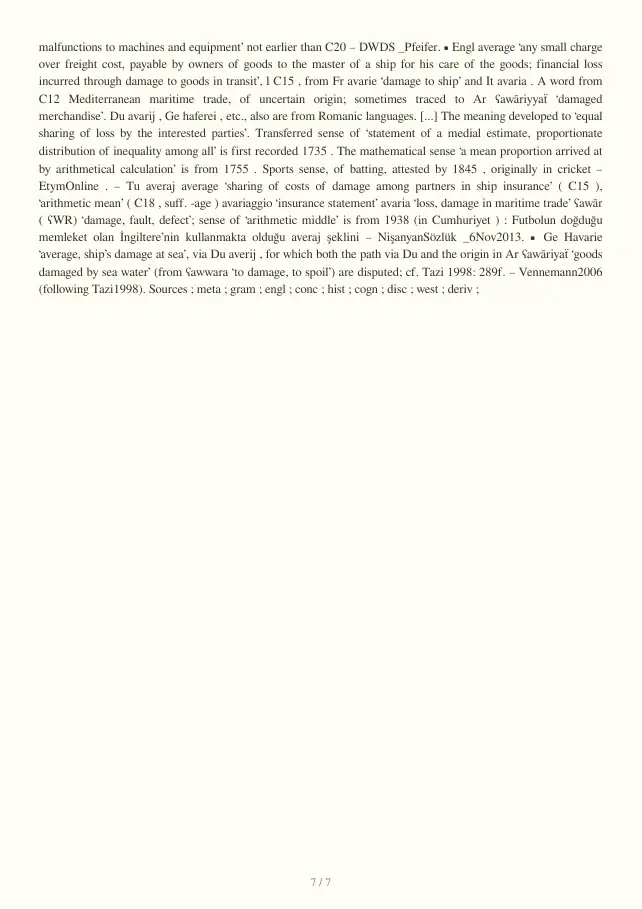 malfunctions to machines and equipment’ not earlier than C20 – DWDS _Pfeifer. ▪ Engl average ‘any small charge
over freight cost, payable by owners of goods to the master of a ship for his care of the goods; financial loss
incurred through damage to goods in transit’, l C15 , from Fr avarie ‘damage to ship’ and It avaria . A word from
C12 Mediterranean maritime trade, of uncertain origin; sometimes traced to Ar ʕawāriyyaẗ ‘damaged
merchandise’. Du avarij , Ge haferei , etc., also are from Romanic languages. [...] The meaning developed to ‘equal
sharing of loss by the interested parties’. Transferred sense of ‘statement of a medial estimate, proportionate
distribution of inequality among all’ is first recorded 1735 . The mathematical sense ‘a mean proportion arrived at
by arithmetical calculation’ is from 1755 . Sports sense, of batting, attested by 1845 , originally in cricket –
EtymOnline . – Tu averaj average ‘sharing of costs of damage among partners in ship insurance’ ( C15 ),
‘arithmetic mean’ ( C18 , suff. -age ) avariaggio ‘insurance statement’ avaria ‘loss, damage in maritime trade’ ʕawār
( ʕWR) ‘damage, fault, defect’; sense of ‘arithmetic middle’ is from 1938 (in Cumhuriyet ) : Futbolun doğduğu
memleket olan İngiltere’nin kullanmakta olduğu averaj şeklini – NişanyanSözlük _6Nov2013. ▪ Ge Havarie
‘average, ship’s damage at sea’, via Du averij , for which both the path via Du and the origin in Ar ʕawāriyaẗ ‘goods
damaged by sea water’ (from ʕawwara ‘to damage, to spoil’) are disputed; cf. Tazi 1998: 289f. – Vennemann2006
(following Tazi1998). Sources ; meta ; gram ; engl ; conc ; hist ; cogn ; disc ; west ; deriv ;
7 / 7